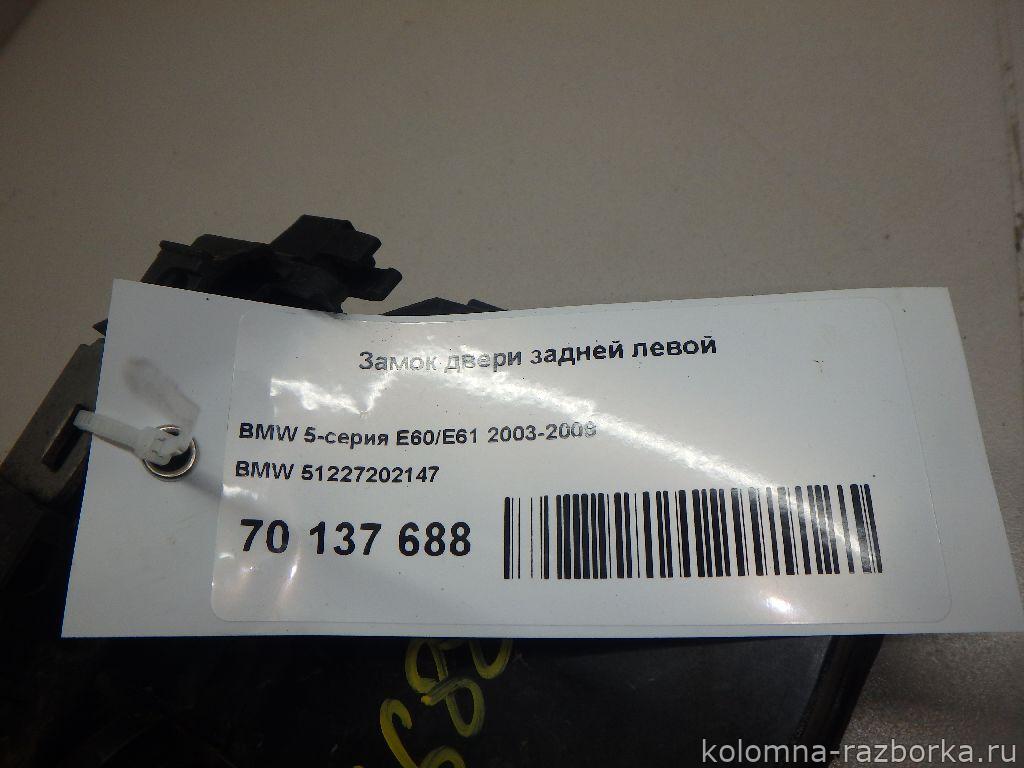 Замок двери задней левой
BMW 5-серия E60/E61 2003-2009
BMW 51227202147
70 137 688
kolomna-razborka.ru